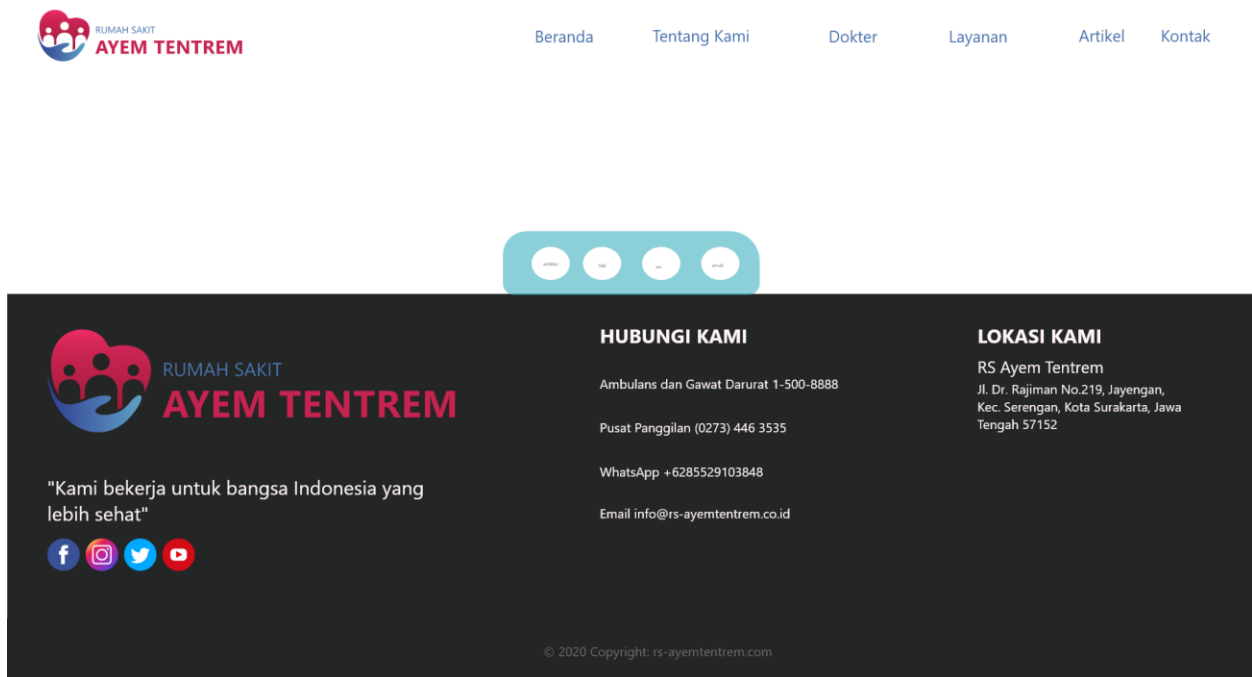 RUMAH SAKIT
AYEM TENTREM
Beranda Tentang Kami Dokter Layanan Artikel Kontak
RUMAH SAKIT
AYEM TENTREM
"Kami bekerja untuk bangsa Indonesia yang
lebih sehat"
HUBUNGI KAMI
Ambulans dan Gawat Darurat 1-500-8888
Pusat Panggilan (0273) 446 3535
WhatsApp +6285529103848
Email info@rs-ayemtentrem.co.id
LOKASI KAMI
RS Ayem Tentrem
Jl. Dr. Rajiman No.219, Jayengan,
Kec. Serengan, Kota Surakarta, Jawa
Tengah 57152
© 2020 Copyright: rs-ayemtentrem.com